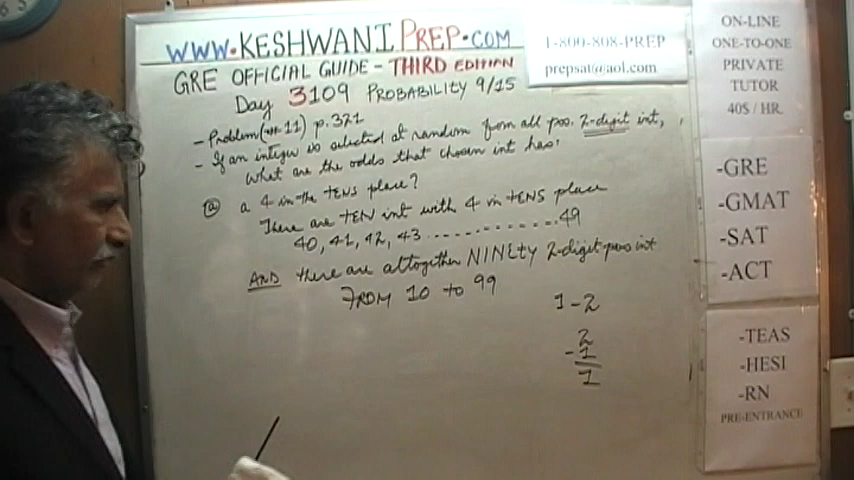 WWW.KESHWANIPREP.COM
1-800-808-PREP
prepsat@aol.com
GRE OFFICIAL GUIDE - THIRD EDITION
Day 3109 PROBABILITY 9/15
- Problem 11) p.321
- If an integer is selected at random from all pos. 2-digit int,
what are the odds that chosen int has:
(a) a 4 in the TENS place?
There are TEN int with 4 in TENS place
40, 41, 42, 43 ............. 49
AND there are altogether NINETY 2-digit pos int
FROM 10 to 99
1-2
2
-1
1
ON-LINE
ONE-TO-ONE
PRIVATE
TUTOR
40$ / HR.
-GRE
-GMAT
-SAT
-ACT
-TEAS
-HESI
-RN
PRE-ENTRANCE